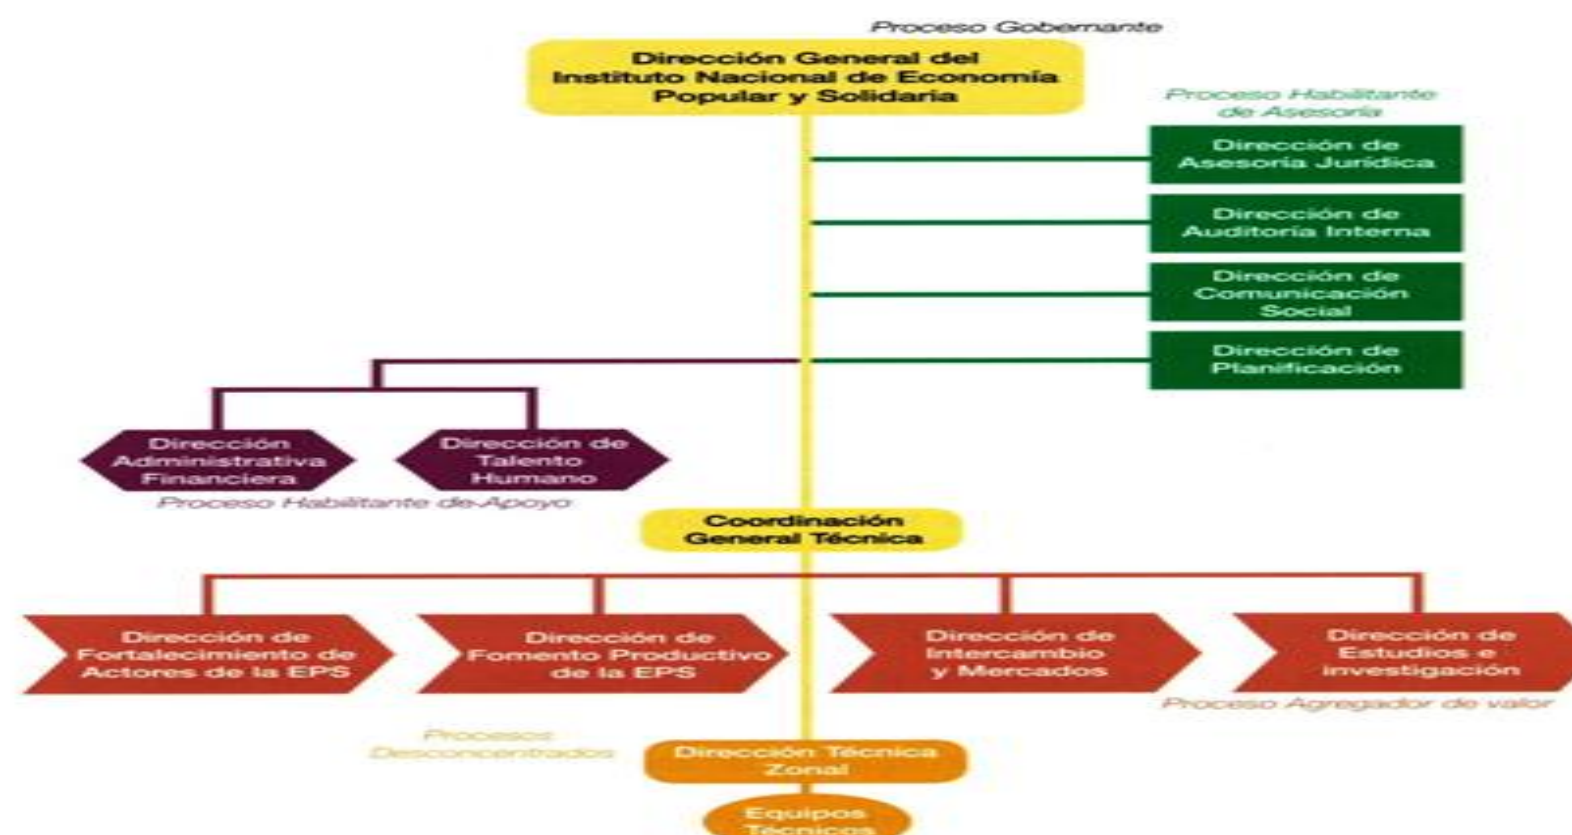 Proceso Gobernante
Dirección General del
Instituto Nacional de Economía
Popular y Solidaria
Proceso Habilitante
de Asesoría
Dirección de
Asesoría Jurídica
Dirección de
Auditoría Interna
Dirección de
Comunicación
Social
Dirección de
Planificación
Dirección
Administrativa
Financiera
Dirección de
Talento
Humano
Proceso Habilitante de Apoyo
Coordinación
General Técnica
Dirección de
Fortalecimiento de
Actores de la EPS
Dirección de
Fomento Productivo
de la EPS
Dirección de
Intercambio
y Mercados
Dirección de
Estudios e
investigación
Proceso Agregador de valor
Procesos
Desconcentrados
Dirección Técnica
Zonal
Equipos
Técnicos